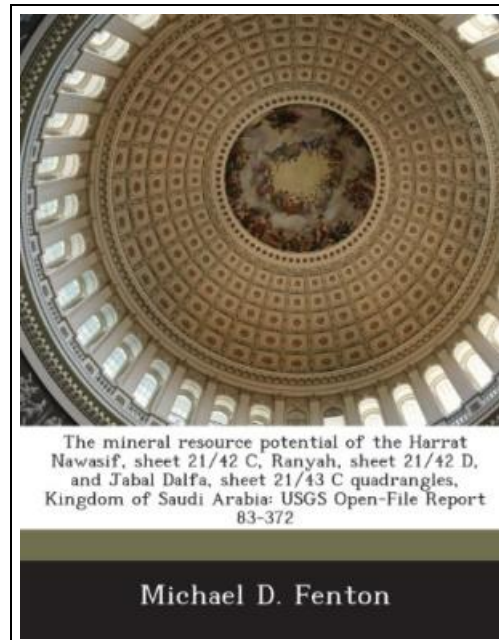 The mineral resource potential of the Harrat
Nawasif, sheet 21/42 C, Ranyah, sheet 21/42 D,
and Jabal Dalfa, sheet 21/43 C quadrangles,
Kingdom of Saudi Arabia: USGS Open-File Report
83-372
Michael D. Fenton